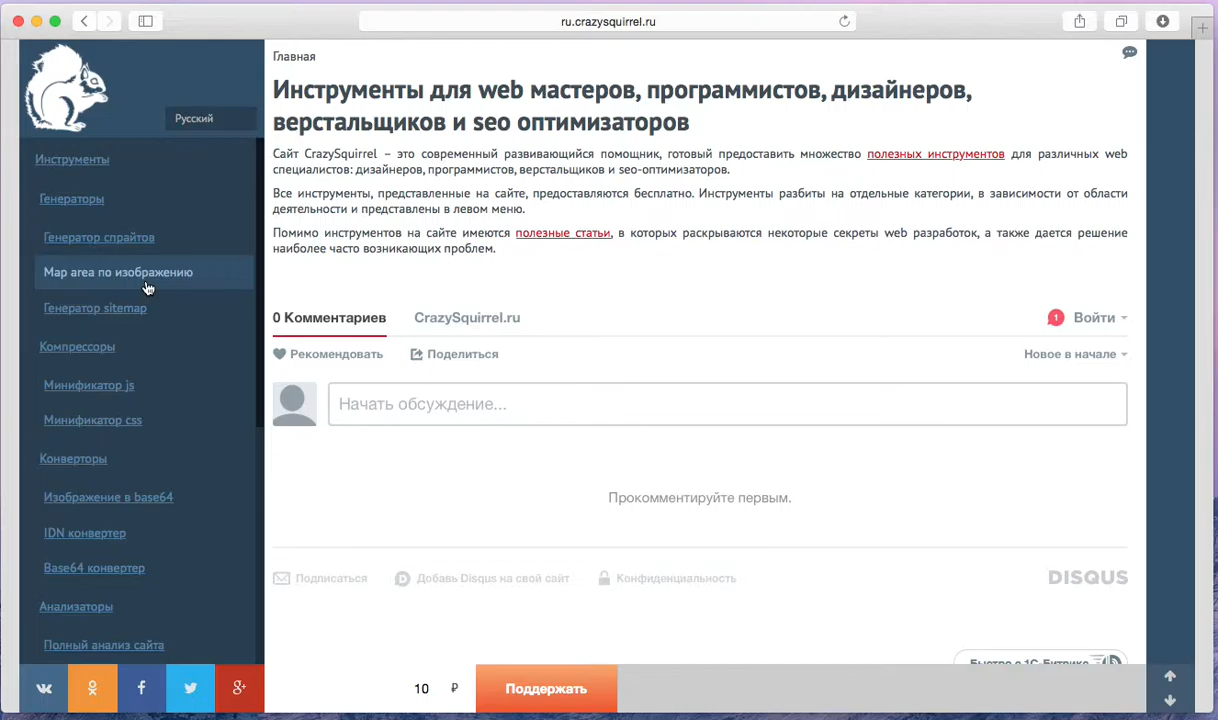 ru.crazysquirrel.ru
Русский
Инструменты
Генераторы
Генератор спрайтов
Map area по изображению
Генератор sitemap
Компрессоры
Минификатор js
Минификатор css
Конверторы
Изображение в base64
IDN конвертер
Base64 конвертер
Анализаторы
Полный анализ сайта
Главная
Инструменты для web мастеров, программистов, дизайнеров,
верстальщиков и seo оптимизаторов
Сайт CrazySquirrel – это современный развивающийся помощник, готовый предоставить множество полезных инструментов для различных web
специалистов: дизайнеров, программистов, верстальщиков и seo-оптимизаторов.
Все инструменты, представленные на сайте, предоставляются бесплатно. Инструменты разбиты на отдельные категории, в зависимости от области
деятельности и представлены в левом меню.
Помимо инструментов на сайте имеются полезные статьи, в которых раскрываются некоторые секреты web разработок, а также дается решение
наиболее часто возникающих проблем.
0 Комментариев CrazySquirrel.ru 1 Войти
Рекомендовать Поделиться Новое в начале
Начать обсуждение...
Прокомментируйте первым.
Подписаться Добавь Disqus на свой сайт Конфиденциальность DISQUS
Быстро с 1С-Битрикс
10 ₽ Поддержать